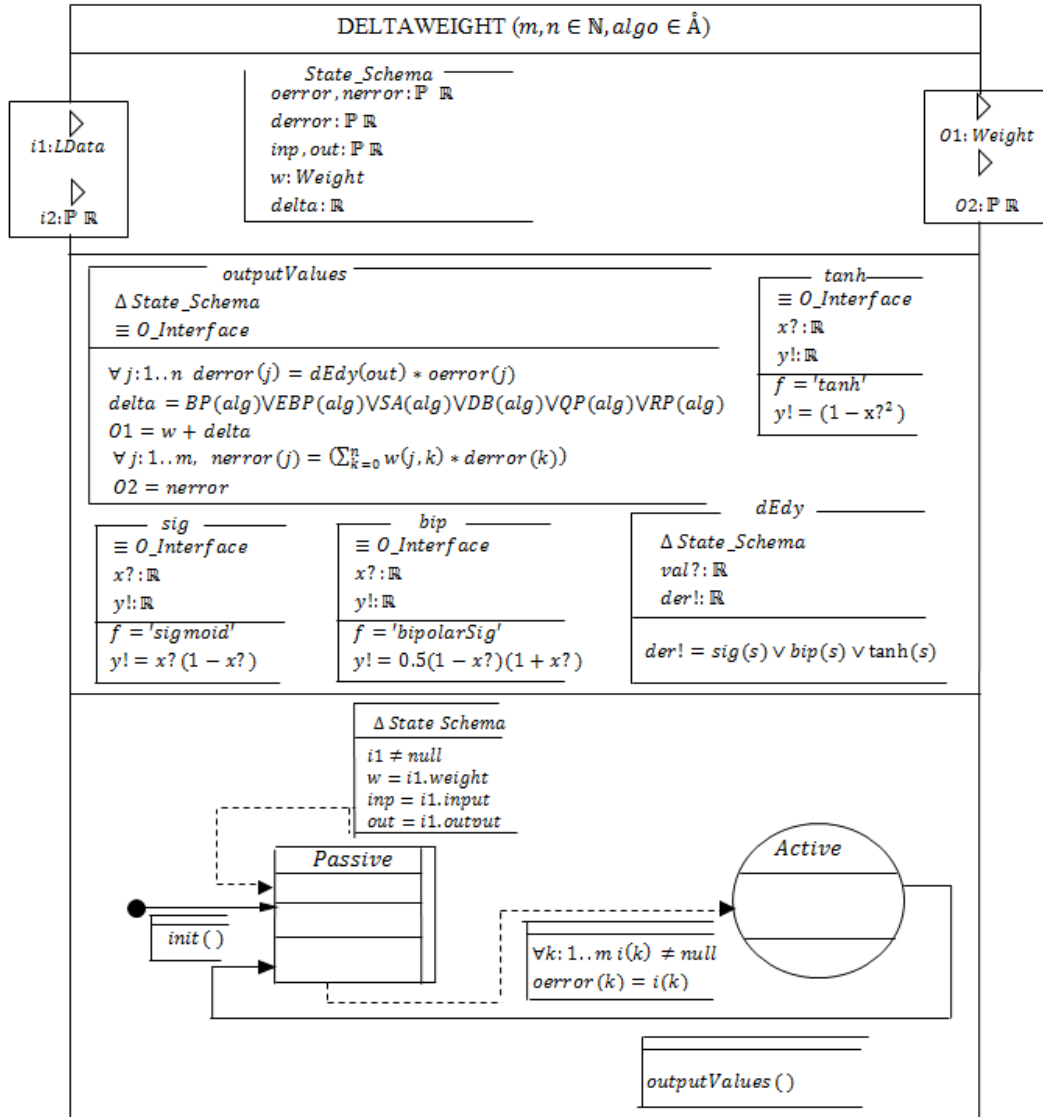 DELTAWEIGHT (m, n ∈ ℕ, algo ∈ Å)
State_Schema
oerror, nerror: ℙ ℝ
derror: ℙ ℝ
inp, out: ℙ ℝ
w: Weight
delta: ℝ
i1: LData
i2: ℙ ℝ
O1: Weight
O2: ℙ ℝ
outputValues
Δ State_Schema
≡ O_Interface
∀ j: 1..n derror(j) = dEdy(out) * oerror(j)
delta = BP(alg)∨EBP(alg)∨SA(alg)∨DB(alg)∨QP(alg)∨RP(alg)
O1 = w + delta
∀ j: 1..m, nerror(j) = (∑ⁿₖ₌₀ w(j, k) * derror(k))
O2 = nerror
tanh
≡ O_Interface
x?: ℝ
y!: ℝ
f = 'tanh'
y! = (1 − x?²)
sig
≡ O_Interface
x?: ℝ
y!: ℝ
f = 'sigmoid'
y! = x? (1 − x?)
bip
≡ O_Interface
x?: ℝ
y!: ℝ
f = 'bipolarSig'
y! = 0.5(1 − x?)(1 + x?)
dEdy
Δ State_Schema
val?: ℝ
der!: ℝ
der! = sig(s) ∨ bip(s) ∨ tanh(s)
Δ State Schema
i1 ≠ null
w = i1.weight
inp = i1.input
out = i1.output
Passive
Active
init()
∀k: 1..m i(k) ≠ null
oerror(k) = i(k)
outputValues()